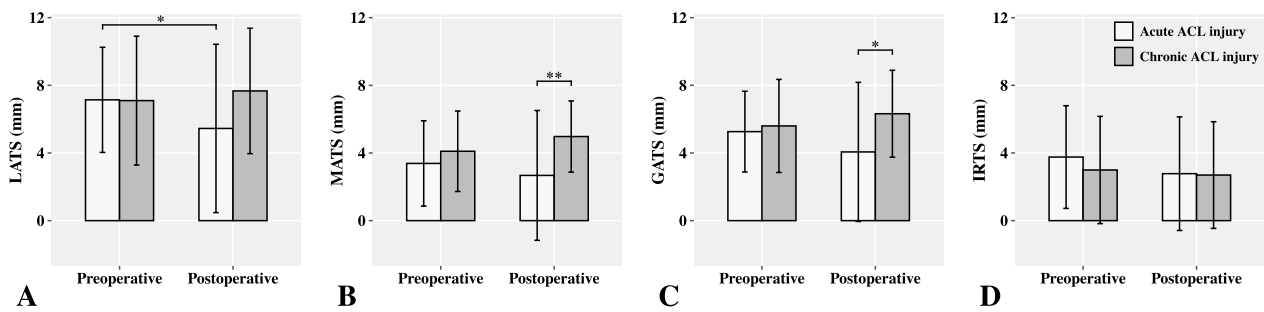 LATS (mm)
12
8
4
0
*
Preoperative
Postoperative
A
MATS (mm)
12
8
4
0
**
Preoperative
Postoperative
B
GATS (mm)
12
8
4
0
*
Preoperative
Postoperative
C
IRTS (mm)
12
8
4
0
Acute ACL injury
Chronic ACL injury
Preoperative
Postoperative
D